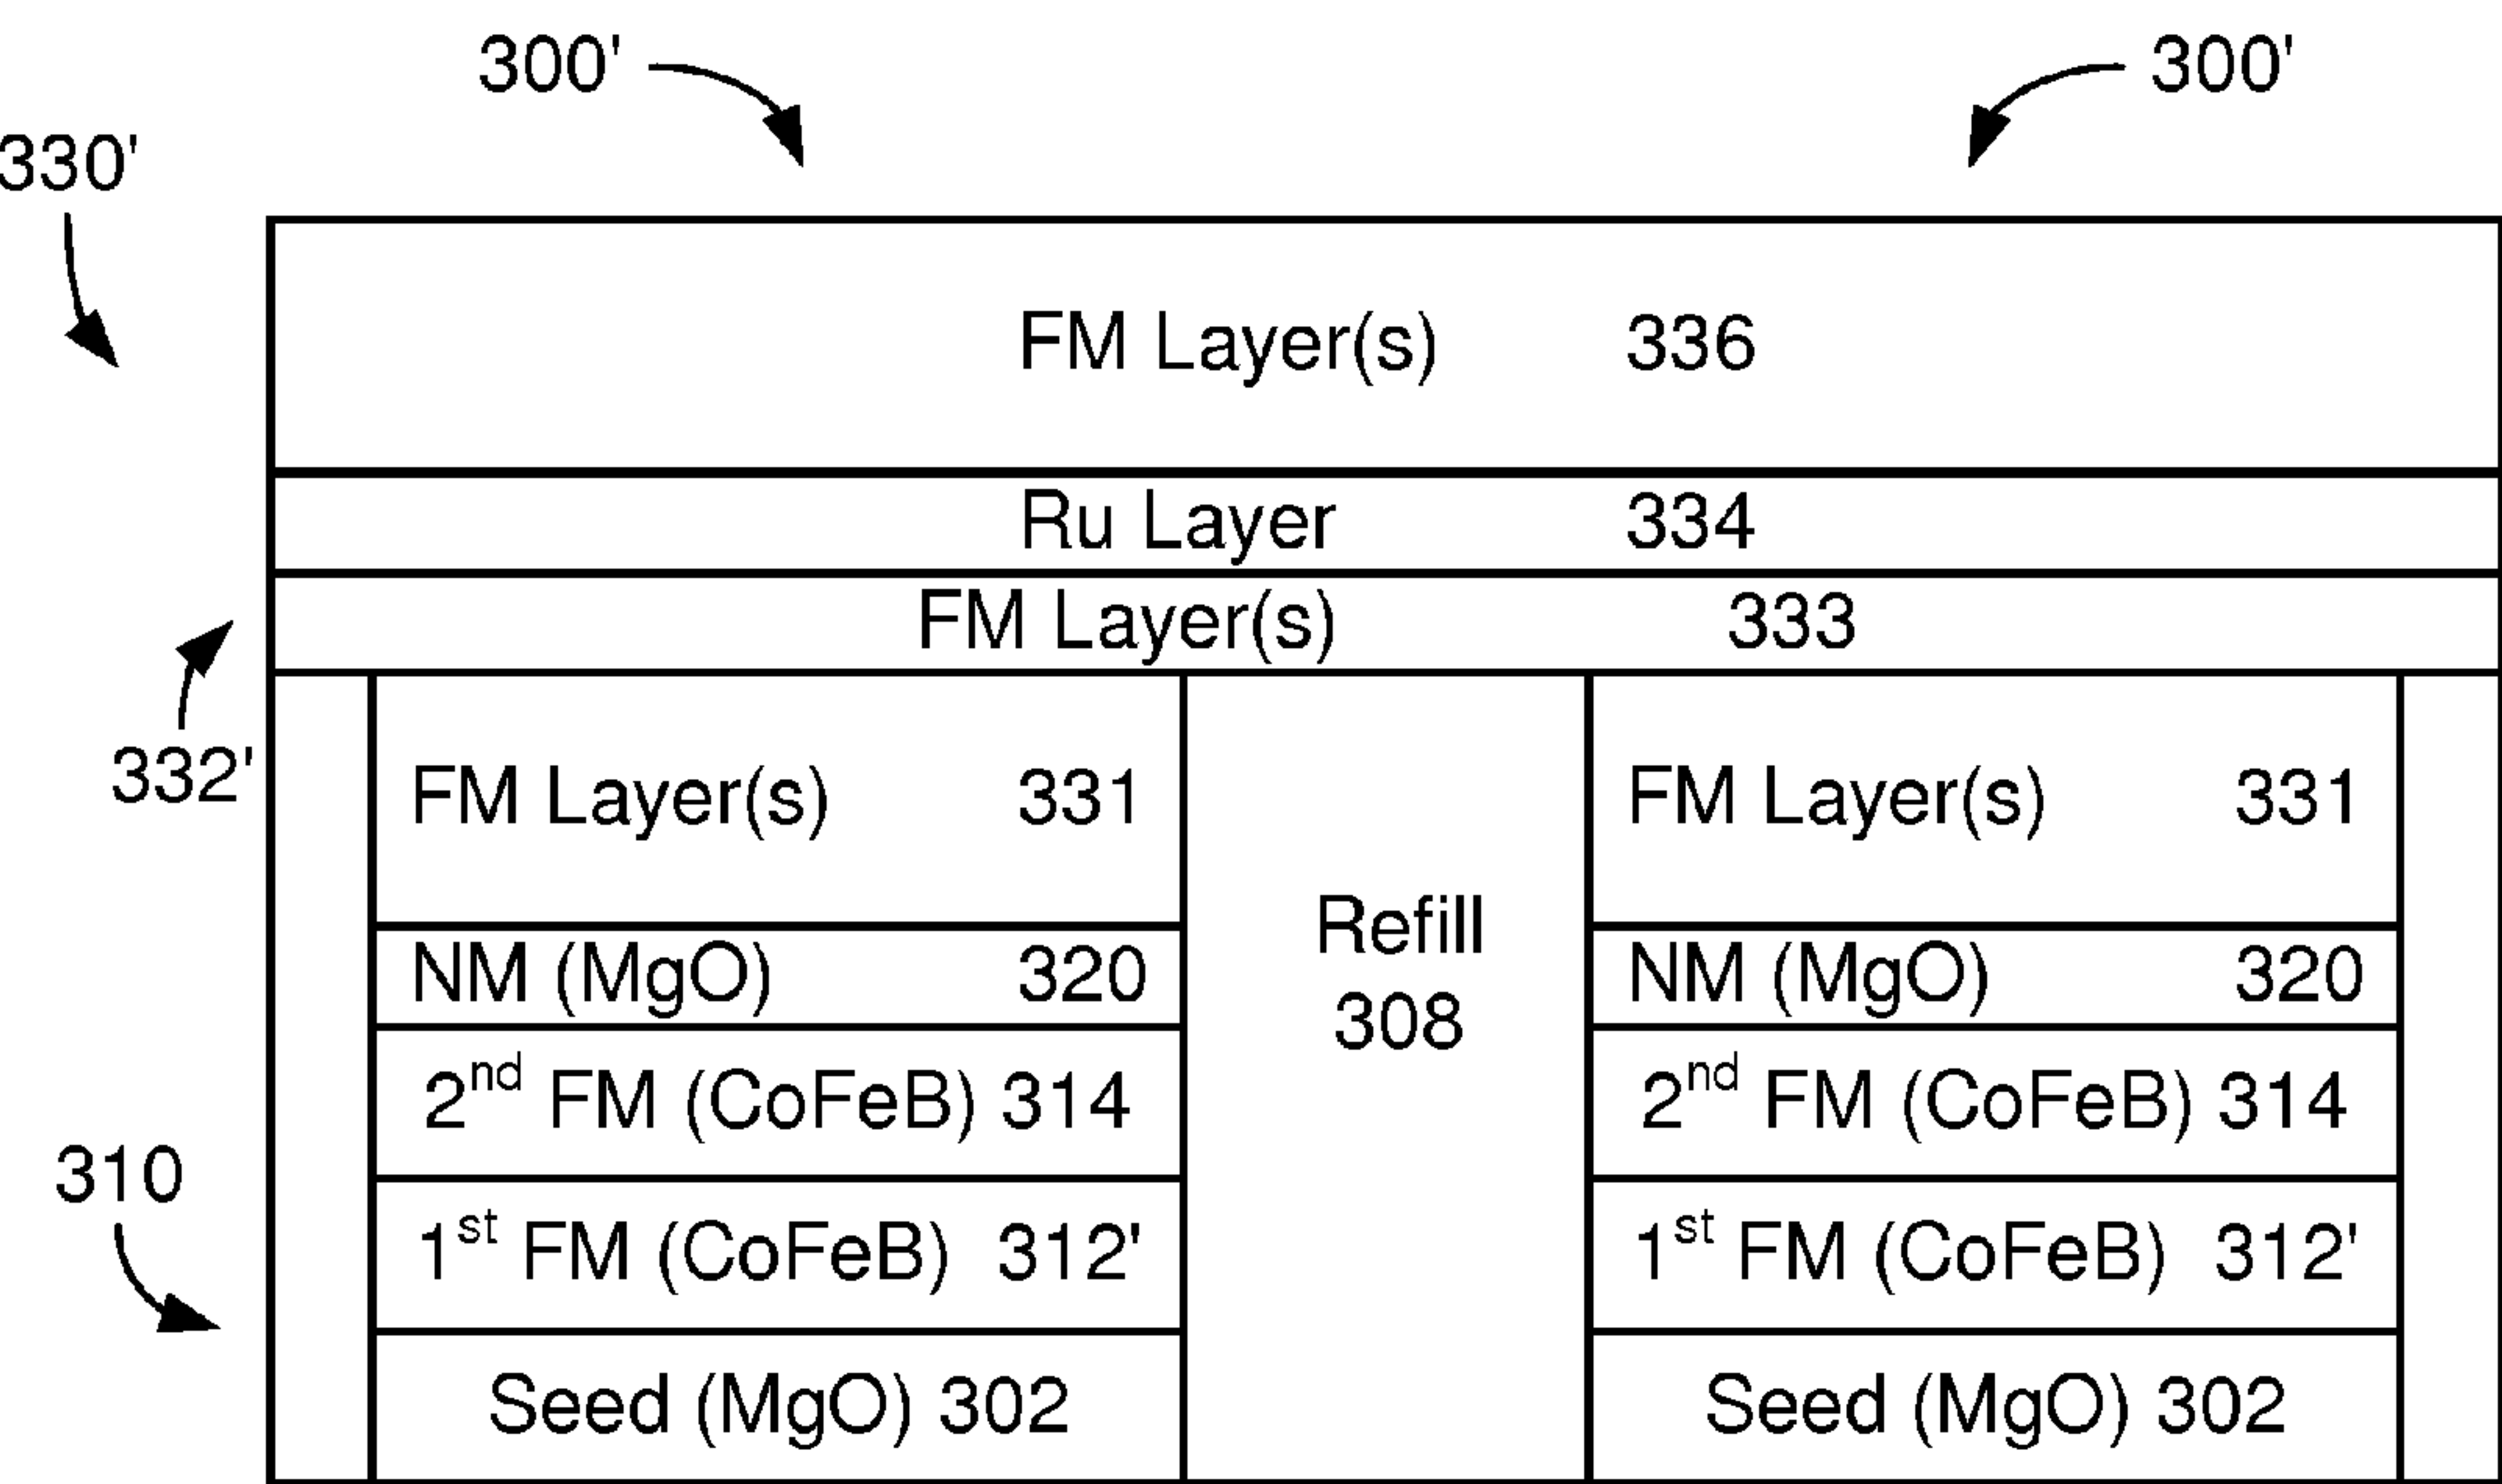 300' 300'
330'
FM Layer(s) 336
Ru Layer 334
FM Layer(s) 333
332'
FM Layer(s) 331 FM Layer(s) 331
Refill
NM (MgO) 320 NM (MgO) 320
308
2nd FM (CoFeB) 314 2nd FM (CoFeB) 314
310
1st FM (CoFeB) 312' 1st FM (CoFeB) 312'
Seed (MgO) 302 Seed (MgO) 302